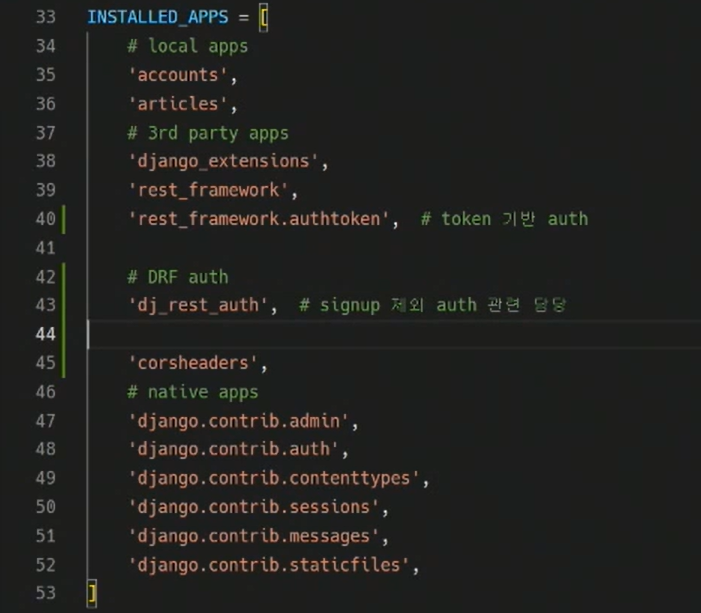 33 INSTALLED_APPS = [
34 # local apps
35 'accounts',
36 'articles',
37 # 3rd party apps
38 'django_extensions',
39 'rest_framework',
40 'rest_framework.authtoken', # token 기반 auth
41
42 # DRF auth
43 'dj_rest_auth', # signup 제외 auth 관련 담당
44
45 'corsheaders',
46 # native apps
47 'django.contrib.admin',
48 'django.contrib.auth',
49 'django.contrib.contenttypes',
50 'django.contrib.sessions',
51 'django.contrib.messages',
52 'django.contrib.staticfiles',
53 ]